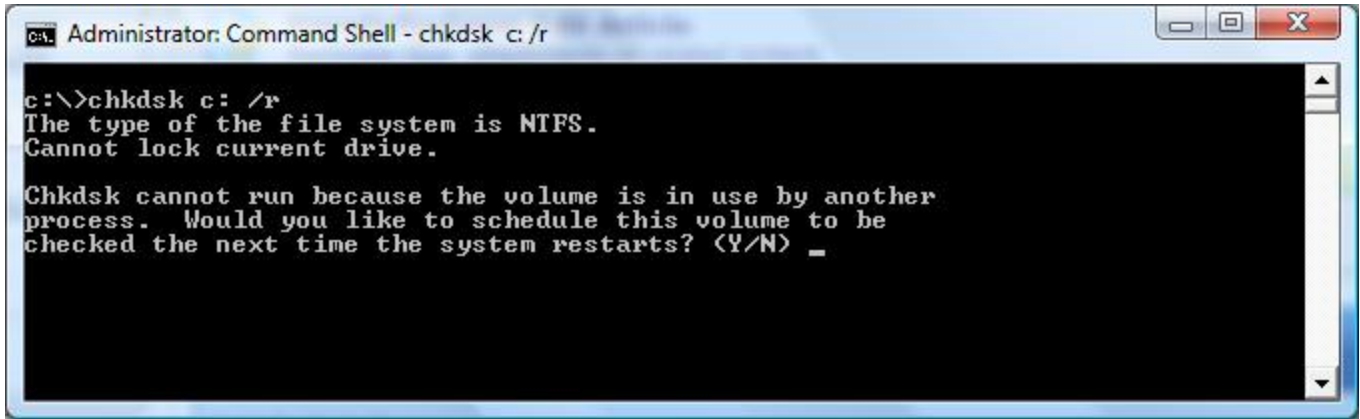 Administrator: Command Shell - chkdsk c: /r
c:\>chkdsk c: /r
The type of the file system is NTFS.
Cannot lock current drive.
Chkdsk cannot run because the volume is in use by another
process.  Would you like to schedule this volume to be
checked the next time the system restarts? (Y/N) _